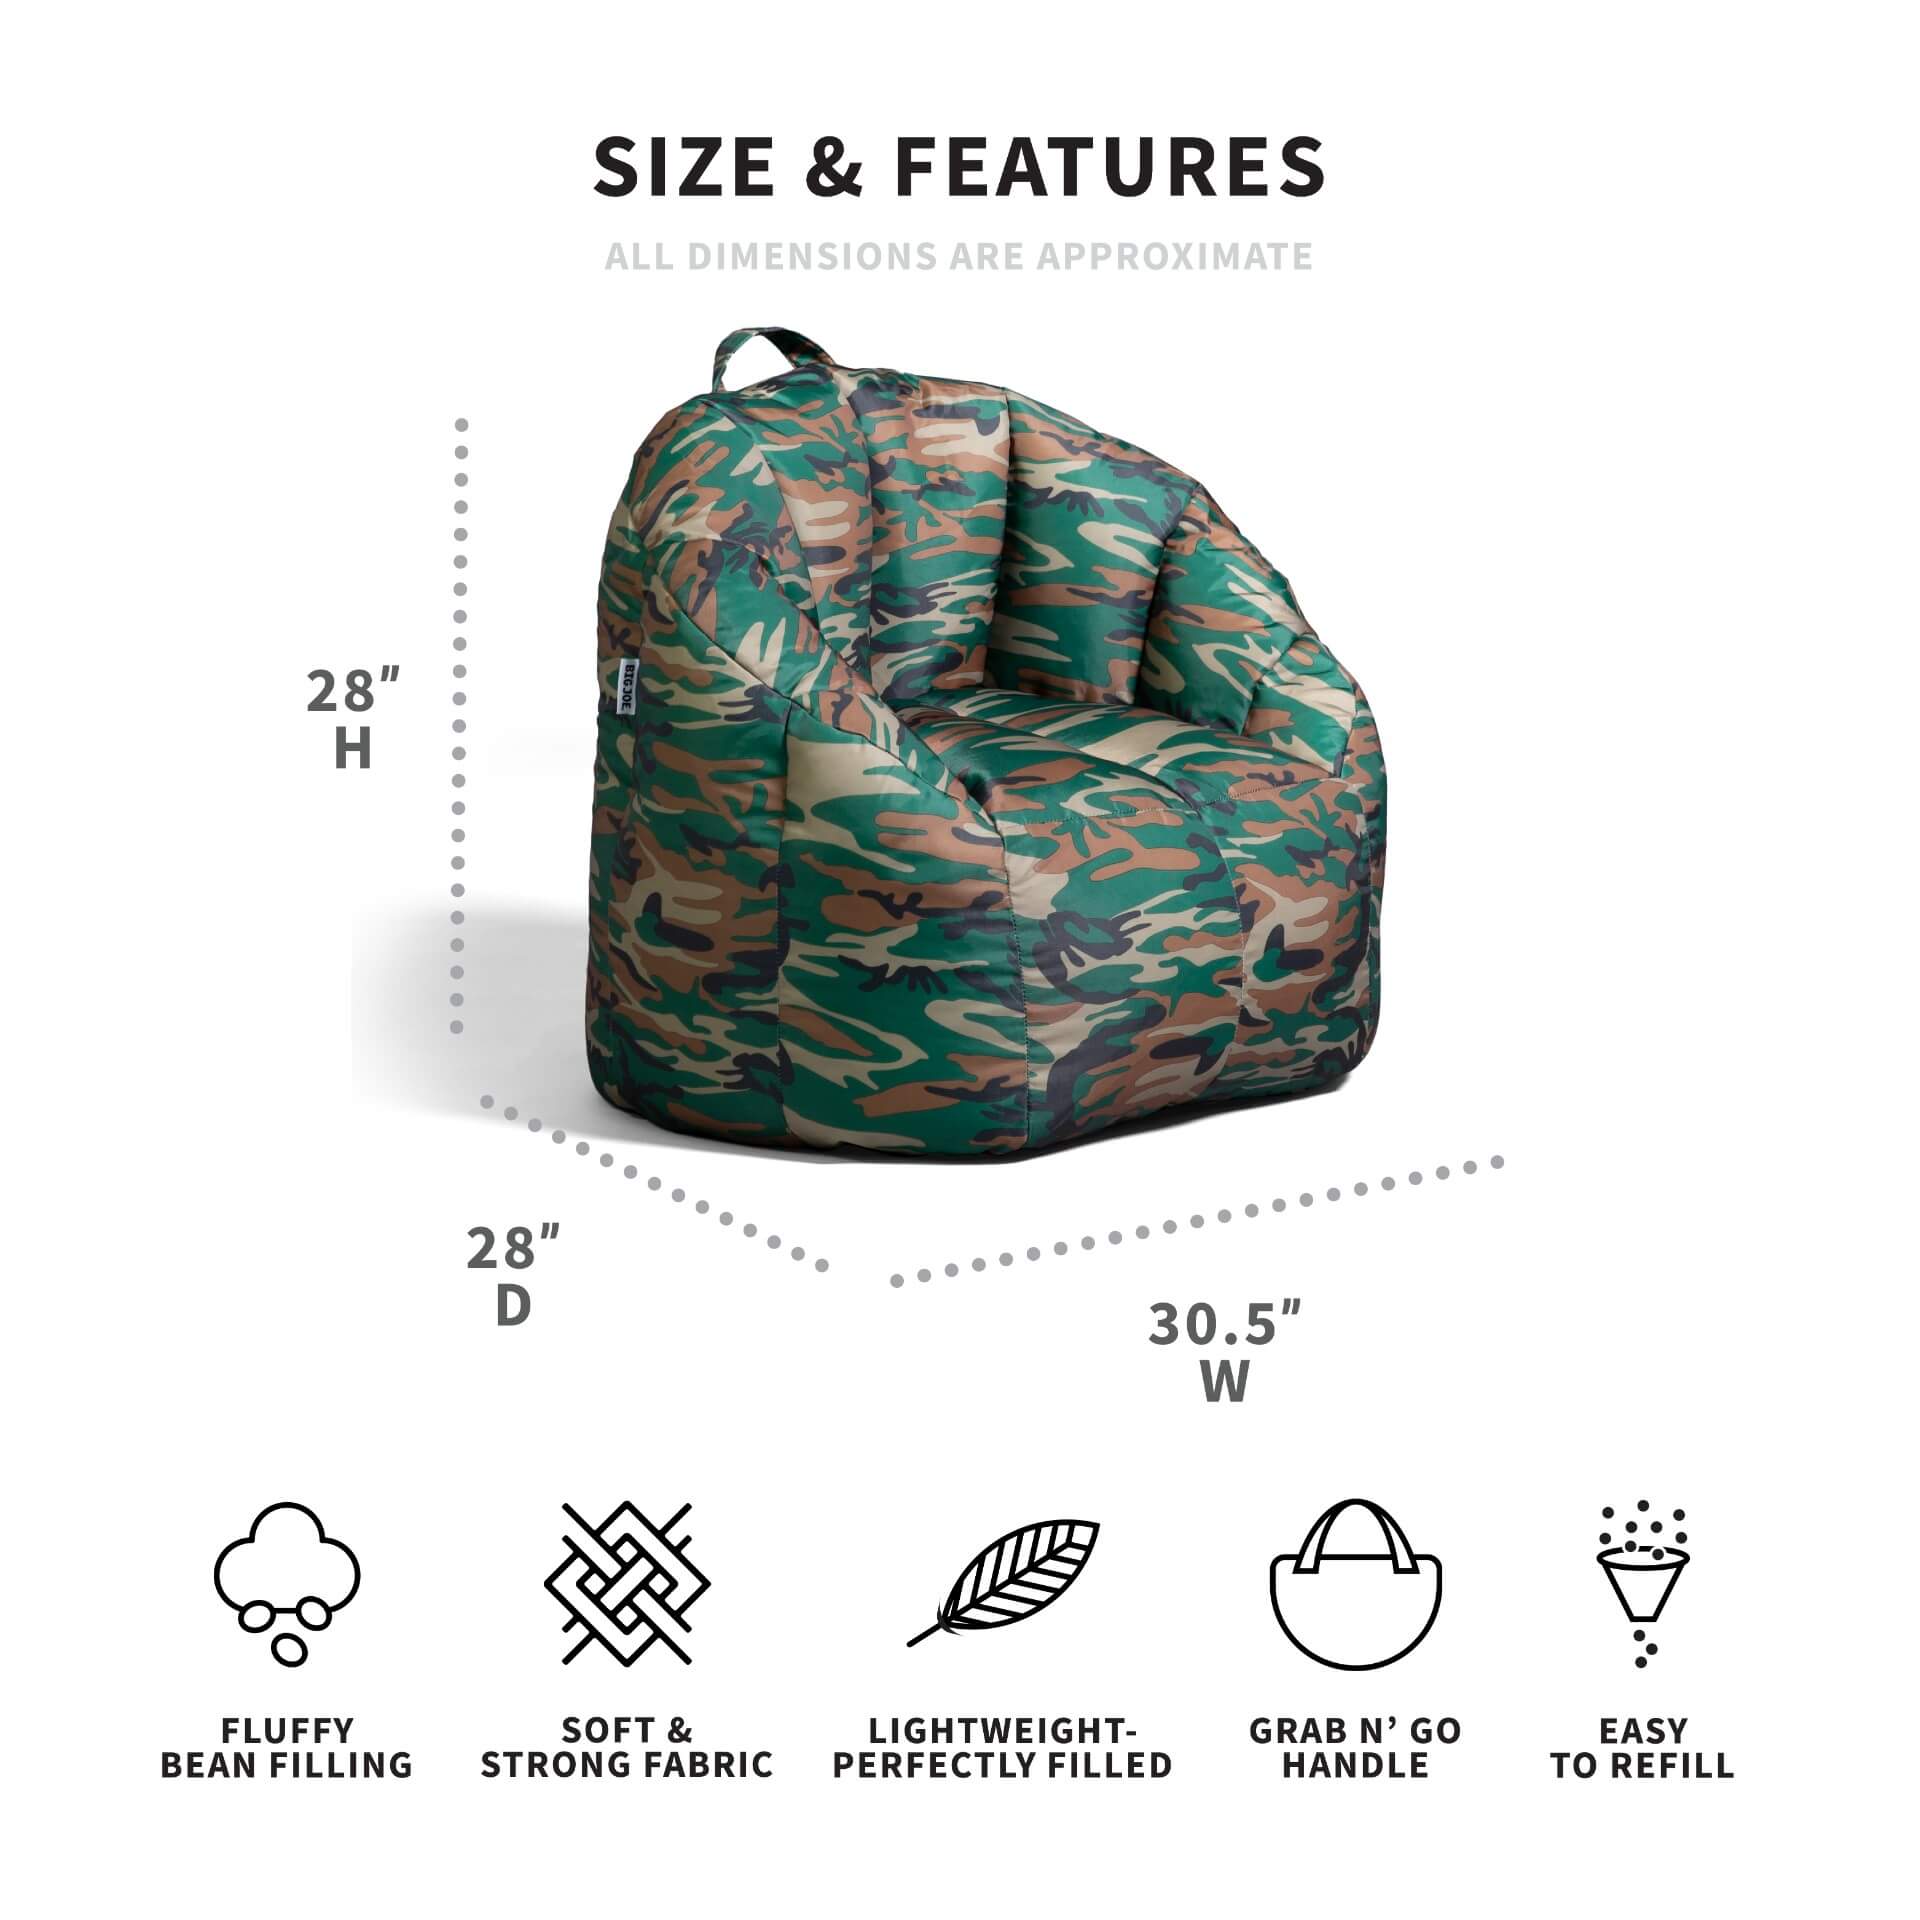 SIZE & FEATURES
ALL DIMENSIONS ARE APPROXIMATE
BIG JOE
28"
H
28"
D
30.5"
W
FLUFFY
BEAN FILLING
SOFT &
STRONG FABRIC
LIGHTWEIGHT-
PERFECTLY FILLED
GRAB N’ GO
HANDLE
EASY
TO REFILL